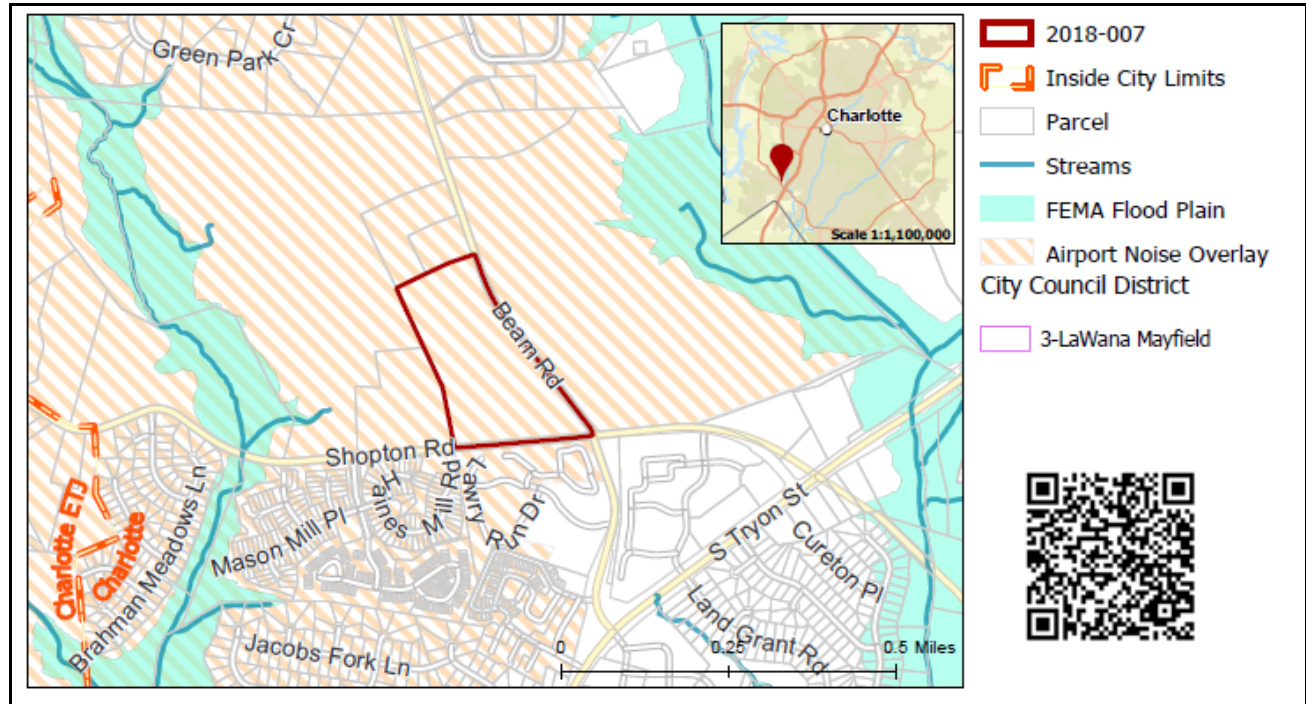 Green Park Cr
Charlotte
Scale 1:1,100,000
Beam Rd
Shopton Rd
Lawry Run Dr
Haines Mill Rd
Mason Mill Pl
Brahman Meadows Ln
Charlotte ETJ
Charlotte
S Tryon St
Cureton Pl
Land Grant Rd
Jacobs Fork Ln
0 0.25 0.5 Miles
2018-007
Inside City Limits
Parcel
Streams
FEMA Flood Plain
Airport Noise Overlay
City Council District
3-LaWana Mayfield